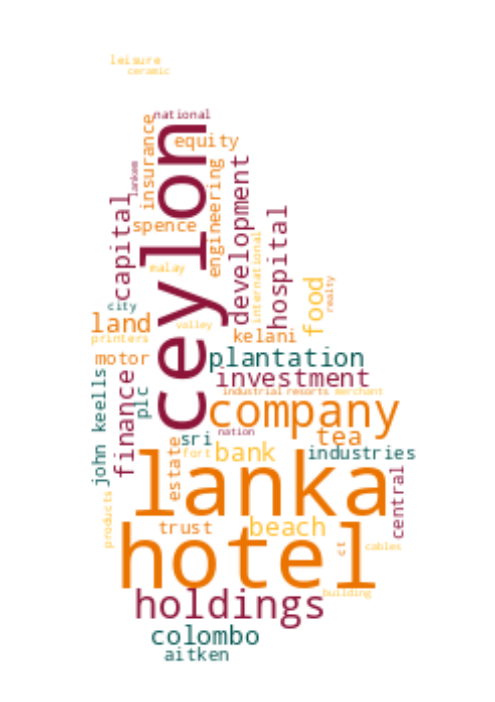 leisure
ceramic
national
equity
insurance
ceylon
lankem
engineering
development
capital
spence
hospital
international
malay
food
realty
city
land
valley
printers
kelani
motor
plantation
investment
finance
john keells
plc
industrial
resorts
merchant
company
nation
tea
sri
bank
fort
estate
industries
lanka
central
products
trust
beach
ct
cables
hotel
building
holdings
colombo
aitken